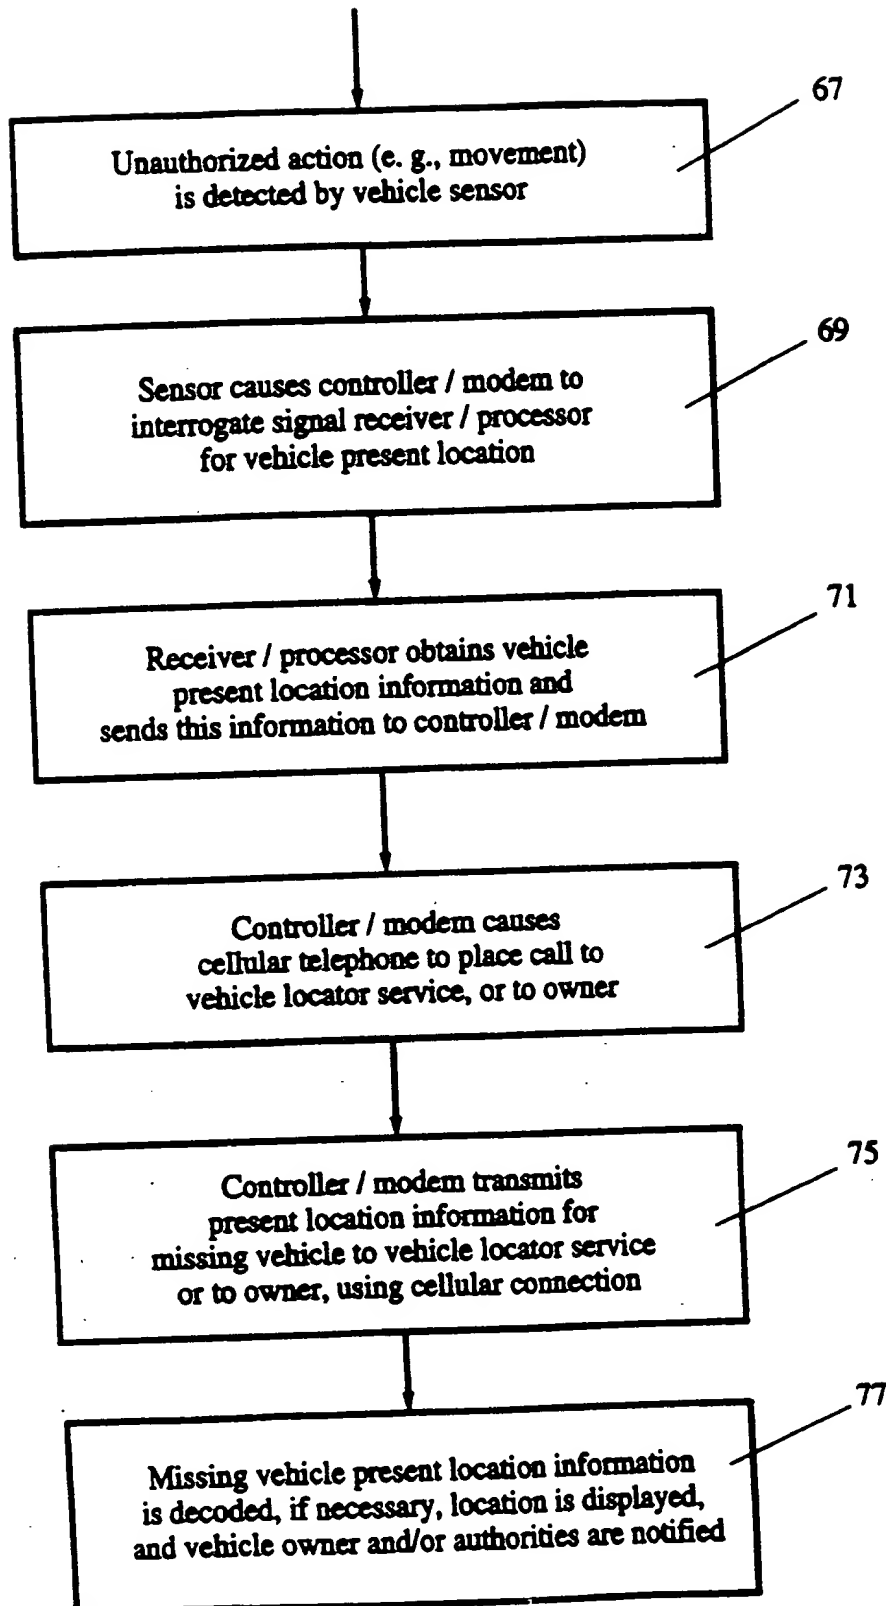 67
Unauthorized action (e. g., movement)
is detected by vehicle sensor
69
Sensor causes controller / modem to
interrogate signal receiver / processor
for vehicle present location
71
Receiver / processor obtains vehicle
present location information and
sends this information to controller / modem
73
Controller / modem causes
cellular telephone to place call to
vehicle locator service, or to owner
75
Controller / modem transmits
present location information for
missing vehicle to vehicle locator service
or to owner, using cellular connection
77
Missing vehicle present location information
is decoded, if necessary, location is displayed,
and vehicle owner and/or authorities are notified